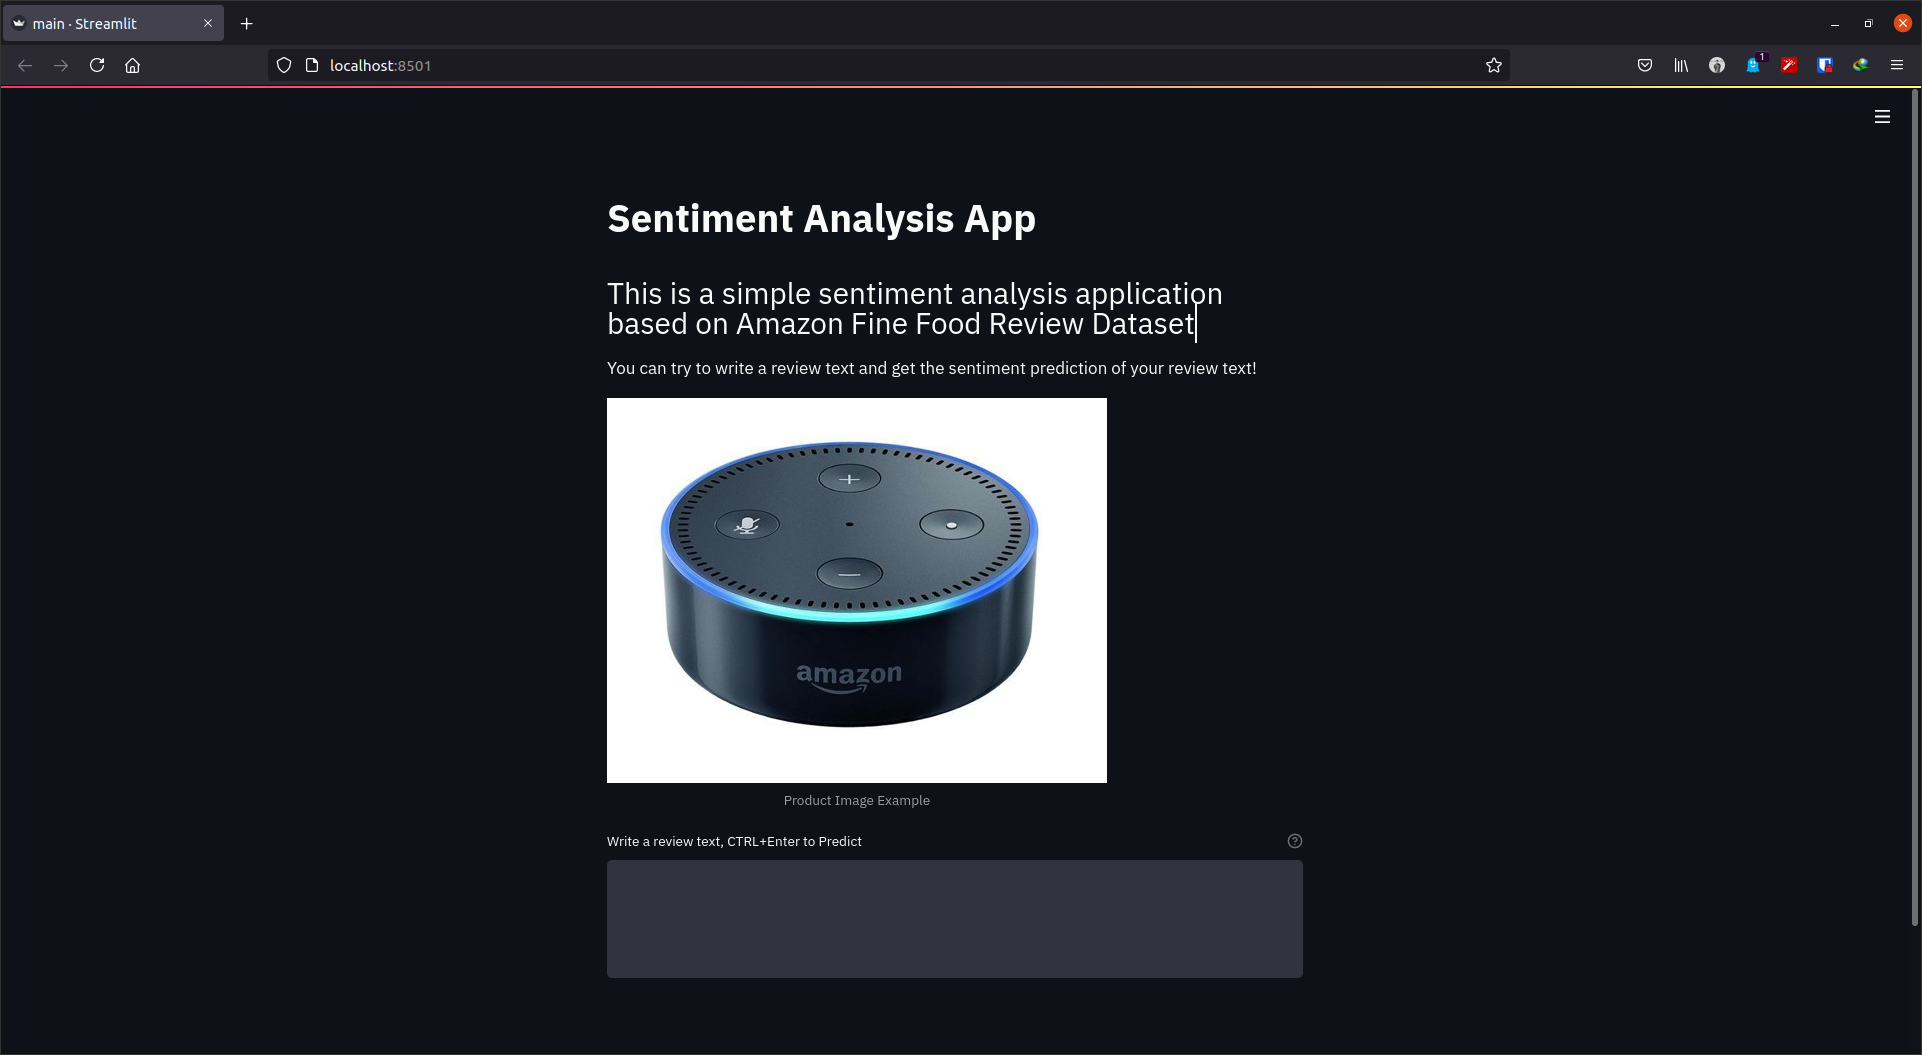 main · Streamlit
localhost:8501
1
Sentiment Analysis App
This is a simple sentiment analysis application
based on Amazon Fine Food Review Dataset
You can try to write a review text and get the sentiment prediction of your review text!
amazon
Product Image Example
Write a review text, CTRL+Enter to Predict